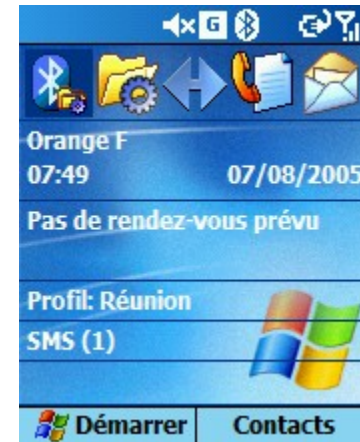 G
Orange F
07:49 07/08/2005
Pas de rendez-vous prévu
Profil: Réunion
SMS (1)
Démarrer Contacts